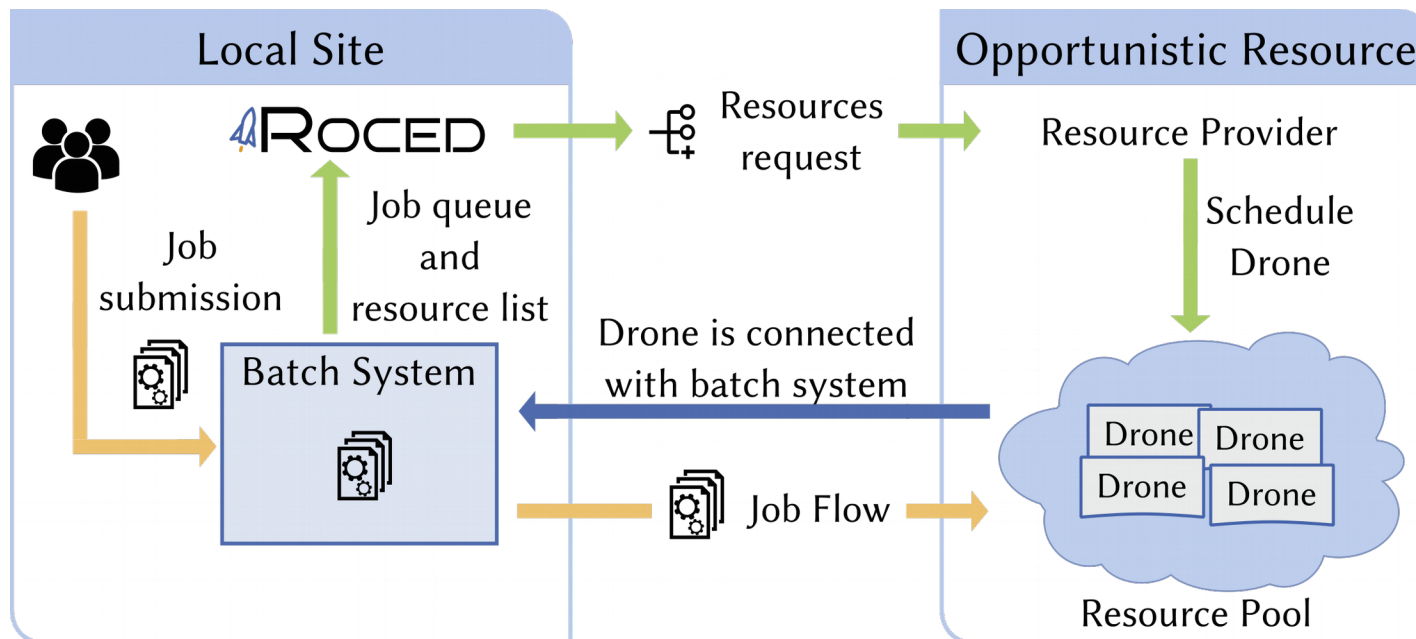 Local Site
Opportunistic Resource
ROCED
Resources
request
Resource Provider
Job queue
and
resource list
Schedule
Drone
Job
submission
Drone is connected
with batch system
Batch System
Drone
Drone
Drone
Drone
Job Flow
Resource Pool